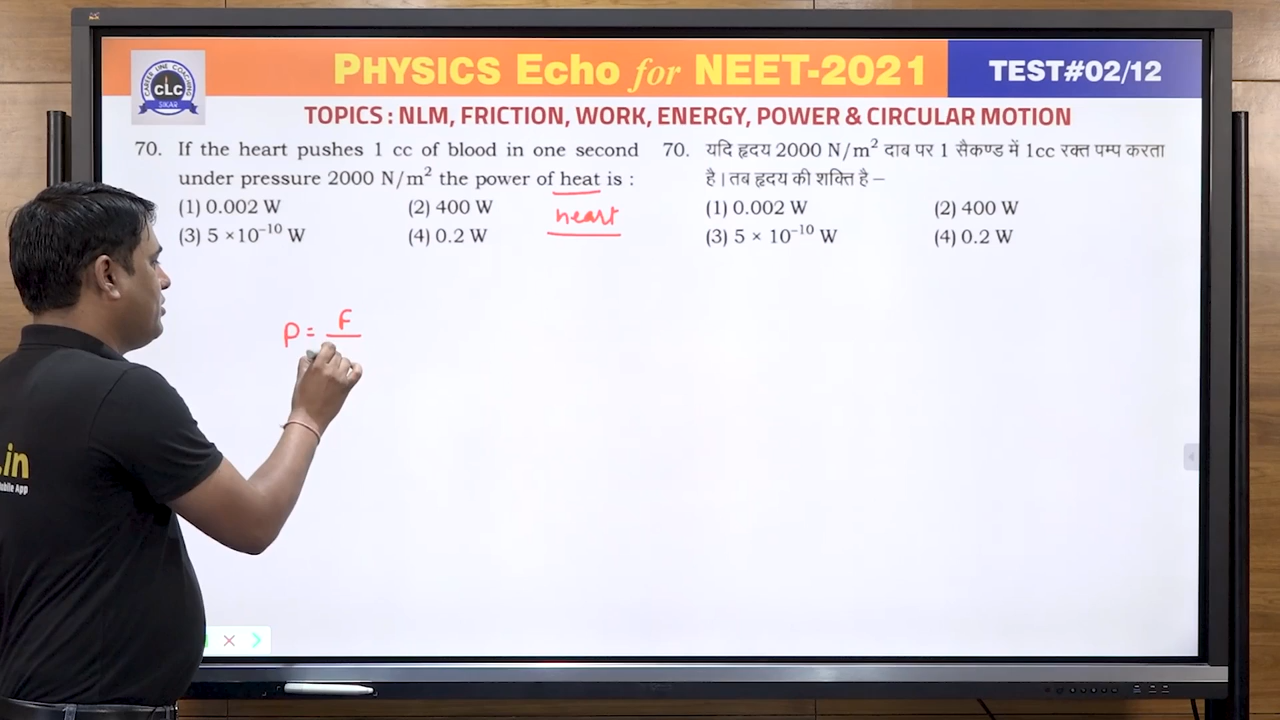 PHYSICS Echo for NEET-2021
TEST#02/12
CAREER LINE COACHING
CLC
SIKAR
TOPICS : NLM, FRICTION, WORK, ENERGY, POWER & CIRCULAR MOTION
70. If the heart pushes 1 cc of blood in one second
under pressure 2000 N/m² the power of heat is :
heart
(1) 0.002 W (2) 400 W
(3) 5 ×10⁻¹⁰ W (4) 0.2 W
70. यदि हृदय 2000 N/m² दाब पर 1 सैकण्ड में 1cc रक्त पम्प करता
है। तब हृदय की शक्ति है –
(1) 0.002 W (2) 400 W
(3) 5 × 10⁻¹⁰ W (4) 0.2 W
P = F
.in
Mobile App